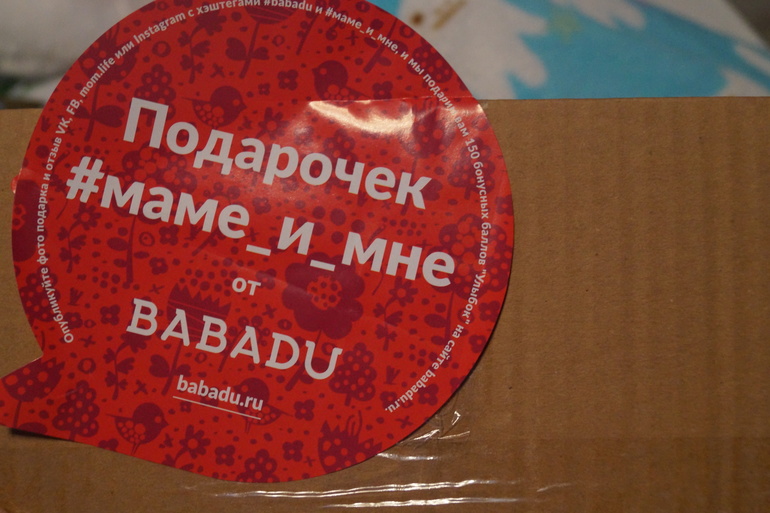 Опубликуйте фото подарка и отзыв VK, FB, mom.life или Instagram с хэштегами #babadu и #маме_и_мне, и мы подарим вам 150 бонусных баллов "Улыбок" на сайте babadu.ru.
Подарочек
#маме_и_мне
от
BABADU
babadu.ru